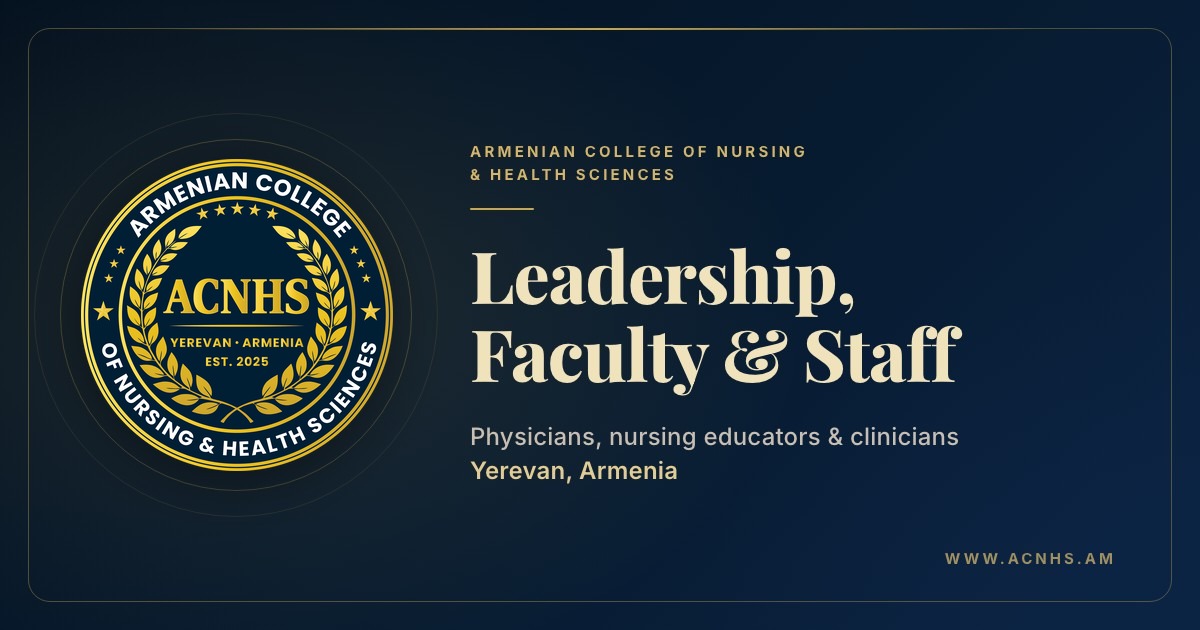 ARMENIAN COLLEGE
ACNHS
YEREVAN · ARMENIA
EST. 2025
OF NURSING & HEALTH SCIENCES
ARMENIAN COLLEGE OF NURSING
& HEALTH SCIENCES
Leadership,
Faculty & Staff
Physicians, nursing educators & clinicians
Yerevan, Armenia
WWW.ACNHS.AM